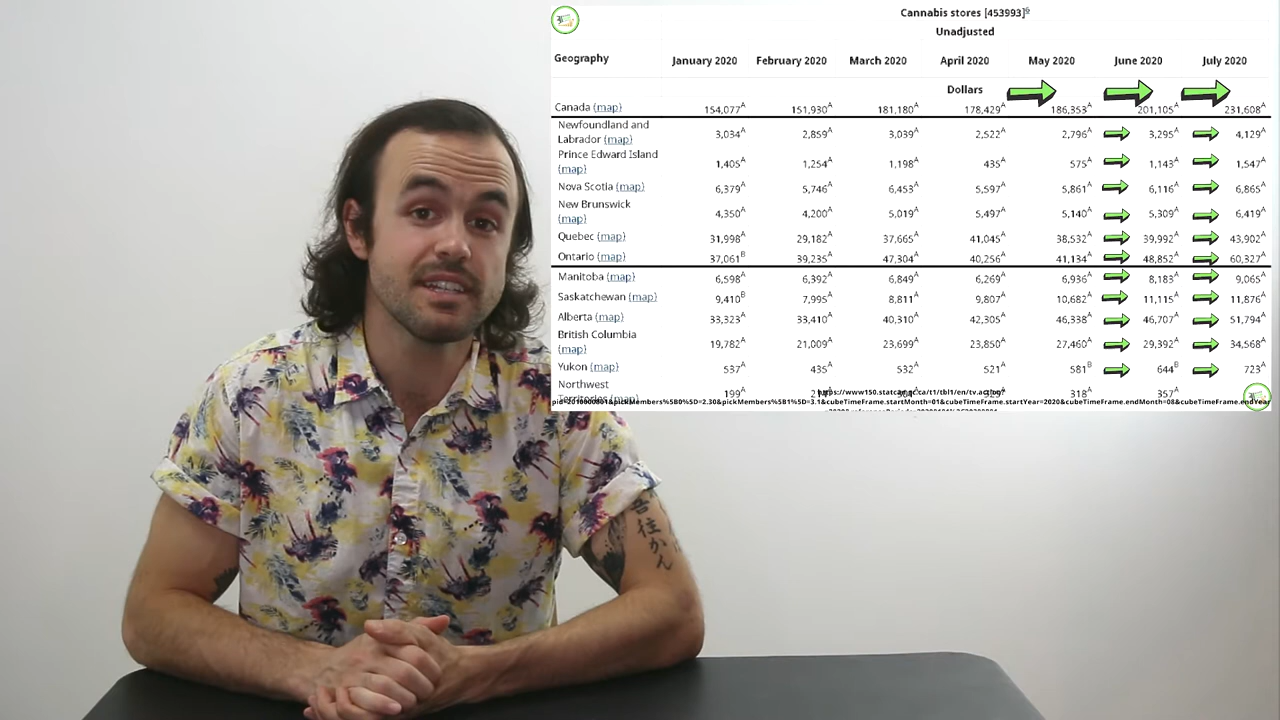 Cannabis stores [453993]6
Unadjusted
Geography January 2020 February 2020 March 2020 April 2020 May 2020 June 2020 July 2020
Dollars
Canada (map) 154,077A 151,930A 181,180A 178,429A 186,353A 201,105A 231,608A
Newfoundland and
Labrador (map) 3,034A 2,859A 3,039A 2,522A 2,796A 3,295A 4,129A
Prince Edward Island
(map) 1,405A 1,254A 1,198A 435A 575A 1,143A 1,547A
Nova Scotia (map) 6,379A 5,746A 6,453A 5,597A 5,861A 6,116A 6,865A
New Brunswick
(map) 4,350A 4,200A 5,019A 5,497A 5,140A 5,309A 6,419A
Quebec (map) 31,998A 29,182A 37,665A 41,045A 38,532A 39,992A 43,902A
Ontario (map) 37,061B 39,235A 47,304A 40,256A 41,134A 48,852A 60,327A
Manitoba (map) 6,598A 6,392A 6,849A 6,269A 6,936A 8,183A 9,065A
Saskatchewan (map) 9,410B 7,995A 8,811A 9,807A 10,682A 11,115A 11,876A
Alberta (map) 33,323A 33,410A 40,310A 42,305A 46,338A 46,707A 51,794A
British Columbia
(map) 19,782A 21,009A 23,699A 23,850A 27,460A 29,392A 34,568A
Yukon (map) 537A 435A 532A 521A 581B 644B 723A
Northwest
Territories (map) 199A 318A 357A
吾往かん